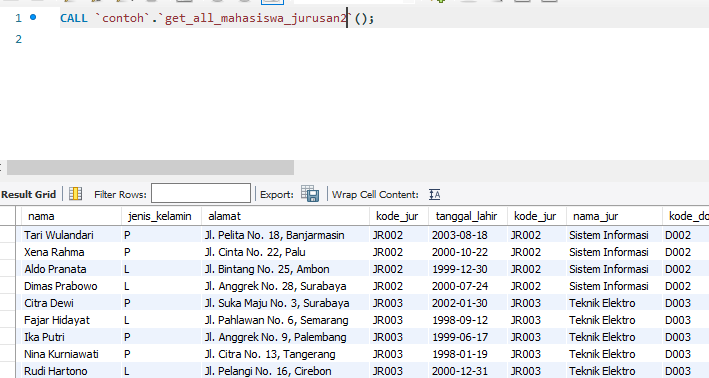 1 CALL `contoh`.`get_all_mahasiswa_jurusan2`();
2
Result Grid Filter Rows: Export: Wrap Cell Content:
nama jenis_kelamin alamat kode_jur tanggal_lahir kode_jur nama_jur kode_do
Tari Wulandari P Jl. Pelita No. 18, Banjarmasin JR002 2003-08-18 JR002 Sistem Informasi D002
Xena Rahma P Jl. Cinta No. 22, Palu JR002 2000-10-22 JR002 Sistem Informasi D002
Aldo Pranata L Jl. Bintang No. 25, Ambon JR002 1999-12-30 JR002 Sistem Informasi D002
Dimas Prabowo L Jl. Anggrek No. 28, Surabaya JR002 2000-07-24 JR002 Sistem Informasi D002
Citra Dewi P Jl. Suka Maju No. 3, Surabaya JR003 2002-01-30 JR003 Teknik Elektro D003
Fajar Hidayat L Jl. Pahlawan No. 6, Semarang JR003 1998-09-12 JR003 Teknik Elektro D003
Ika Putri P Jl. Anggrek No. 9, Palembang JR003 1999-06-17 JR003 Teknik Elektro D003
Nina Kurniawati P Jl. Citra No. 13, Tangerang JR003 1998-01-19 JR003 Teknik Elektro D003
Rudi Hartono L Jl. Pelangi No. 16, Cirebon JR003 2000-12-31 JR003 Teknik Elektro D003